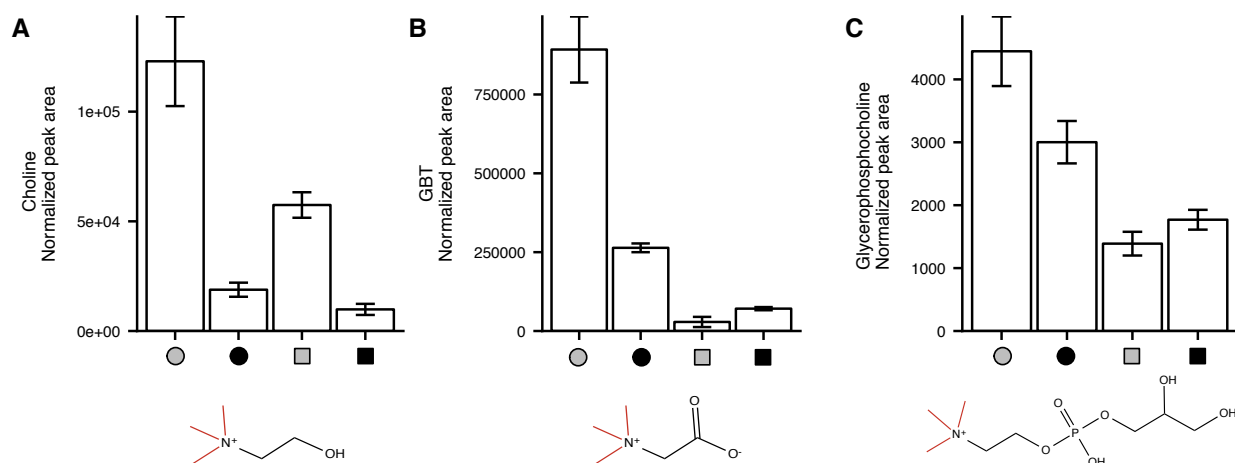 A
Choline
Normalized peak area
1e+05
5e+04
0e+00
B
GBT
Normalized peak area
750000
500000
250000
0
C
Glycerophosphocholine
Normalized peak area
4000
3000
2000
1000
0
N+
OH
N+
O
O-
N+
O
P
OH
O
O
OH
OH